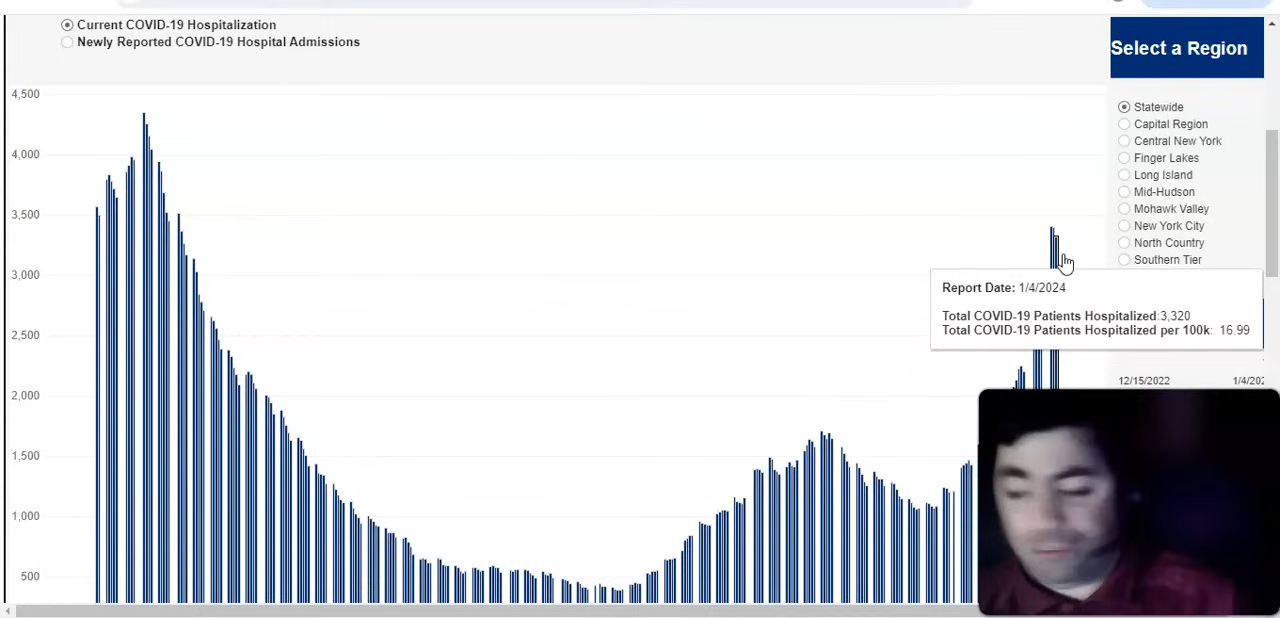 Current COVID-19 Hospitalization
Newly Reported COVID-19 Hospital Admissions
Select a Region
4,500
4,000
3,500
3,000
2,500
2,000
1,500
1,000
500
Statewide
Capital Region
Central New York
Finger Lakes
Long Island
Mid-Hudson
Mohawk Valley
New York City
North Country
Southern Tier
Report Date: 1/4/2024
Total COVID-19 Patients Hospitalized:3,320
Total COVID-19 Patients Hospitalized per 100k: 16.99
12/15/2022
1/4/202